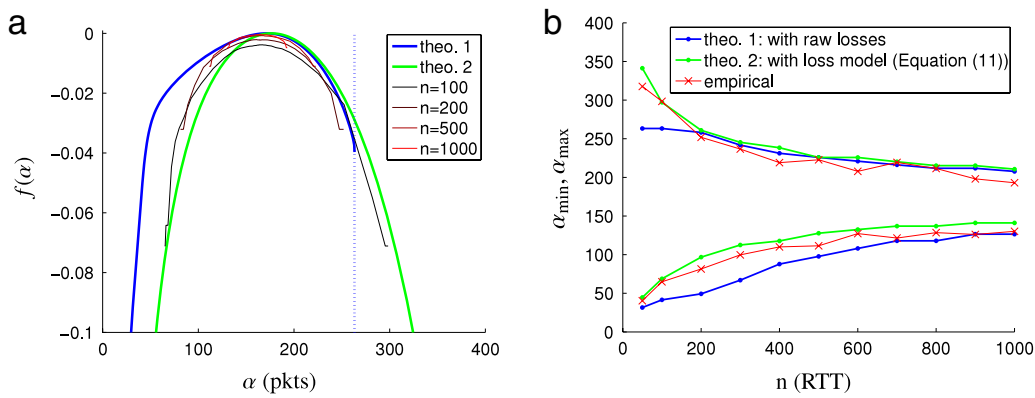 a
0
−0.02
−0.04
−0.06
−0.08
−0.1
f(α)
0
100
200
300
400
α (pkts)
theo. 1
theo. 2
n=100
n=200
n=500
n=1000
b
400
350
300
250
200
150
100
50
0
αmin, αmax
0
200
400
600
800
1000
n (RTT)
theo. 1: with raw losses
theo. 2: with loss model (Equation (11))
empirical